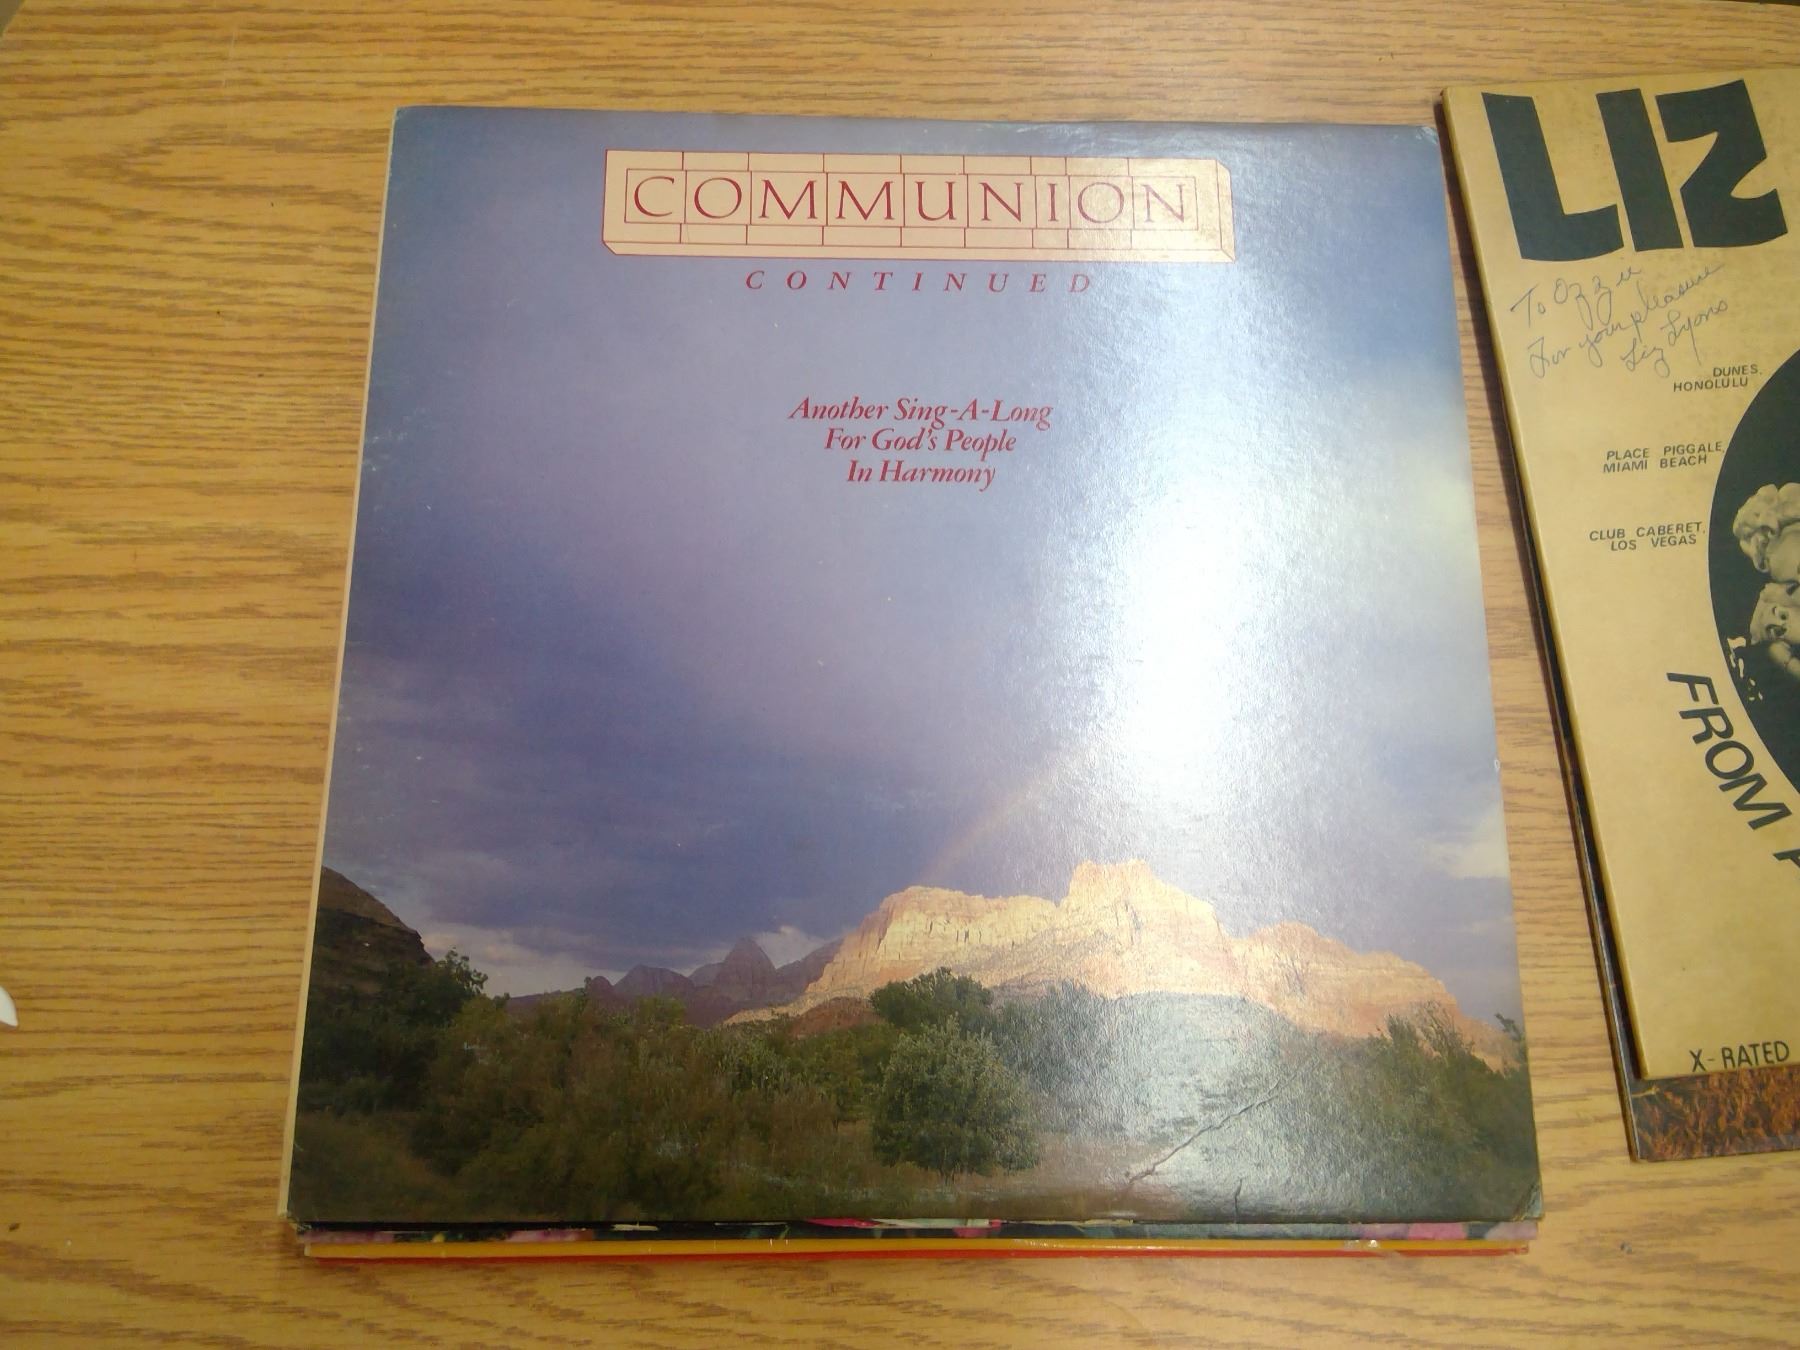 COMMUNION
CONTINUED
Another Sing-A-Long
For God's People
In Harmony
LIZ
To Ozzie
For your pleasure
Liz Lyons
DUNES,
HONOLULU
PLACE PIGGALE,
MIAMI BEACH
CLUB CABERET,
LOS VEGAS
FROM
X-RATED